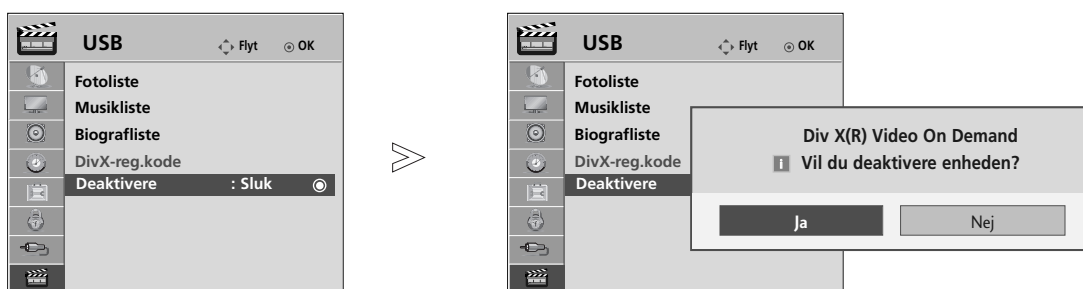 USB Flyt OK
Fotoliste
Musikliste
Biografliste
DivX-reg.kode
Deaktivere : Sluk
USB Flyt OK
Fotoliste
Musikliste
Biografliste
DivX-reg.kode
Deaktivere
Div X(R) Video On Demand
i Vil du deaktivere enheden?
Ja Nej